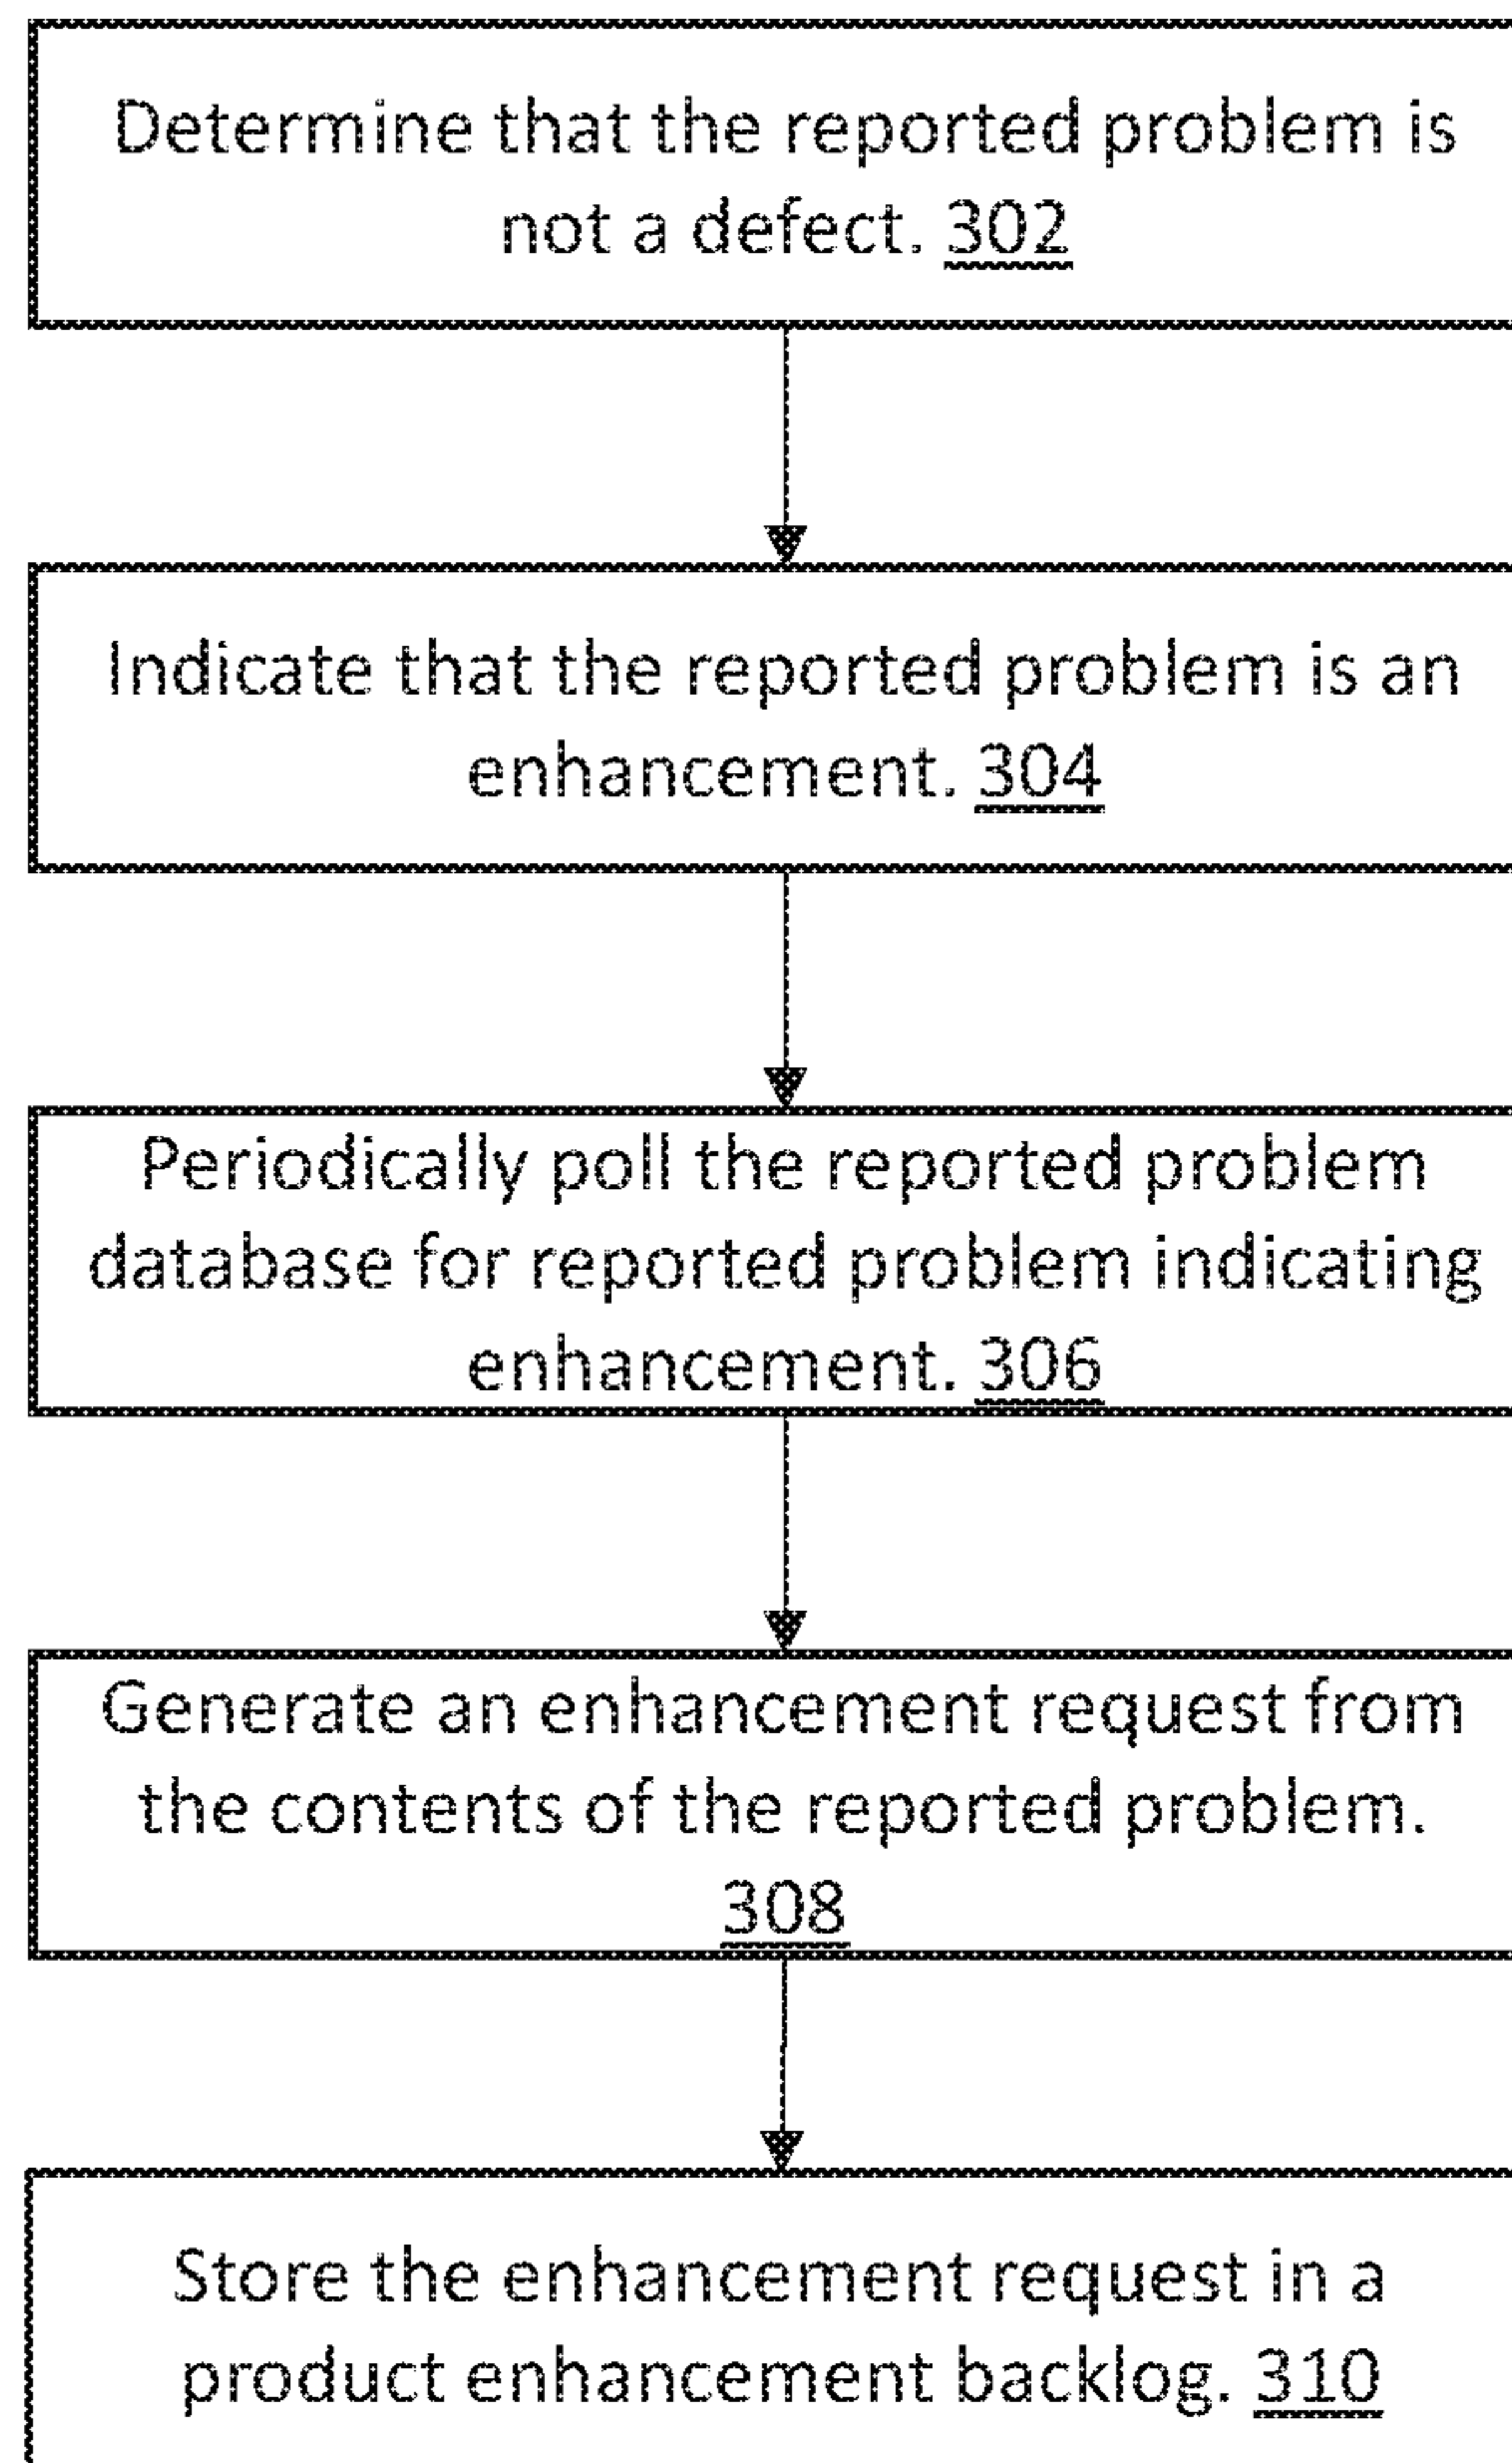 Determine that the reported problem is
not a defect. 302
Indicate that the reported problem is an
enhancement. 304
Periodically poll the reported problem
database for reported problem indicating
enhancement. 306
Generate an enhancement request from
the contents of the reported problem.
308
Store the enhancement request in a
product enhancement backlog. 310